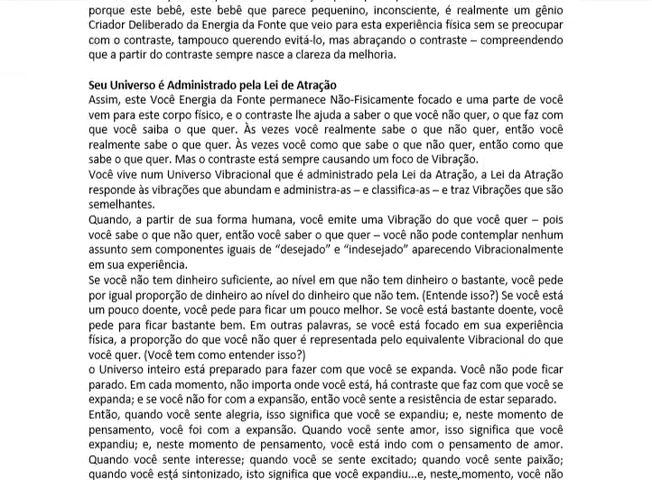 porque este bebê, este bebê que parece pequenino, inconsciente, é realmente um gênio
Criador Deliberado da Energia da Fonte que veio para esta experiência física sem se preocupar
com o contraste, tampouco querendo evitá-lo, mas abraçando o contraste – compreendendo
que a partir do contraste sempre nasce a clareza da melhoria.
Seu Universo é Administrado pela Lei de Atração
Assim, este Você Energia da Fonte permanece Não-Fisicamente focado e uma parte de você
vem para este corpo físico, e o contraste lhe ajuda a saber o que você não quer, o que faz com
que você saiba o que quer. Às vezes você realmente sabe o que não quer, então você
realmente sabe o que quer. Às vezes você como que sabe o que não quer, então como que
sabe o que quer. Mas o contraste está sempre causando um foco de Vibração.
Você vive num Universo Vibracional que é administrado pela Lei da Atração, a Lei da Atração
responde às vibrações que abundam e administra-as – e classifica-as – e traz Vibrações que são
semelhantes.
Quando, a partir de sua forma humana, você emite uma Vibração do que você quer – pois
você sabe o que não quer, então você saber o que quer – você não pode contemplar nenhum
assunto sem componentes iguais de “desejado” e “indesejado” aparecendo Vibracionalmente
em sua experiência.
Se você não tem dinheiro suficiente, ao nível em que não tem dinheiro o bastante, você pede
por igual proporção de dinheiro ao nível do dinheiro que não tem. (Entende isso?) Se você está
um pouco doente, você pede para ficar um pouco melhor. Se você está bastante doente, você
pede para ficar bastante bem. Em outras palavras, se você está focado em sua experiência
física, a proporção do que você não quer é representada pelo equivalente Vibracional do que
você quer. (Você tem como entender isso?)
o Universo inteiro está preparado para fazer com que você se expanda. Você não pode ficar
parado. Em cada momento, não importa onde você está, há contraste que faz com que você se
expanda; e se você não for com a expansão, então você sente a resistência de estar separado.
Então, quando você sente alegria, isso significa que você se expandiu; e, neste momento de
pensamento, você foi com a expansão. Quando você sente amor, isso significa que você
expandiu; e, neste momento de pensamento, você está indo com o pensamento de amor.
Quando você sente interesse; quando você se sente excitado; quando você sente paixão;
quando você está sintonizado, isto significa que você expandiu...e, neste momento, você não